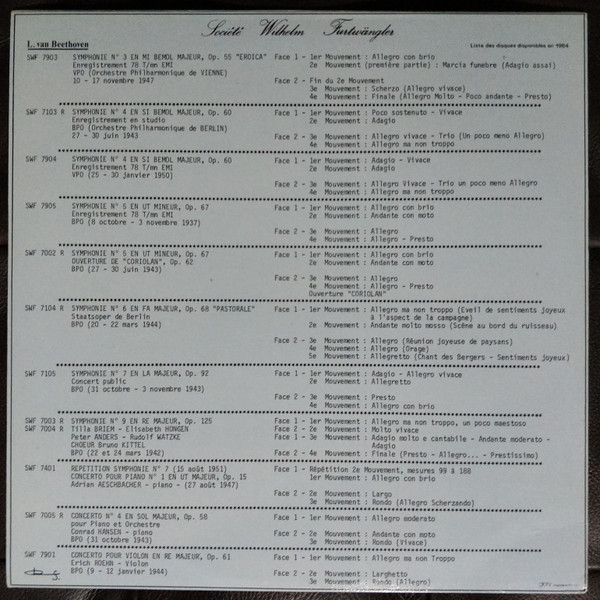 Société Wilhelm Furtwängler
L. van Beethoven Liste des disques disponibles en 1984
SWF 7903 SYMPHONIE N° 3 EN MI BEMOL MAJEUR, Op. 55 "EROICA" Face 1 - 1er Mouvement : Allegro con brio
Enregistrement 78 T/mn EMI 2e Mouvement (première partie) : Marcia funebre (Adagio assai)
VPO (Orchestre Philharmonique de VIENNE)
10 - 17 novembre 1947 Face 2 - Fin du 2e Mouvement
3e Mouvement : Scherzo (Allegro vivace)
4e Mouvement : Finale (Allegro Molto - Poco andante - Presto)
SWF 7103 R SYMPHONIE N° 4 EN SI BEMOL MAJEUR, Op. 60 Face 1 - 1er Mouvement : Poco sostenuto - Vivace
Enregistrement en studio 2e Mouvement : Adagio
BPO (Orchestre Philharmonique de BERLIN)
27 - 30 juin 1943 Face 2 - 3e Mouvement : Allegro vivace - Trio (Un poco meno Allegro)
4e Mouvement : Allegro ma non troppo
SWF 7904 SYMPHONIE N° 4 EN SI BEMOL MAJEUR, Op. 60 Face 1 - 1er Mouvement : Adagio - Vivace
Enregistrement 78 T/mn EMI 2e Mouvement : Adagio
VPO (25 - 30 janvier 1950)
Face 2 - 3e Mouvement : Allegro Vivace - Trio un poco meno Allegro
4e Mouvement : Allegro ma non troppo
SWF 7905 SYMPHONIE N° 5 EN UT MINEUR, Op. 67 Face 1 - 1er Mouvement : Allegro con brio
Enregistrement 78 T/mn EMI 2e Mouvement : Andante con moto
BPO (8 octobre - 3 novembre 1937)
Face 2 - 3e Mouvement : Allegro
4e Mouvement : Allegro - Presto
SWF 7002 R SYMPHONIE N° 5 EN UT MINEUR, Op. 67 Face 1 - 1er Mouvement : Allegro con brio
OUVERTURE DE "CORIOLAN", Op. 62 2e Mouvement : Andante con moto
BPO (27 - 30 juin 1943)
Face 2 - 3e Mouvement : Allegro
4e Mouvement : Allegro - Presto
Ouverture "CORIOLAN"
SWF 7104 R SYMPHONIE N° 6 EN FA MAJEUR, Op. 68 "PASTORALE" Face 1 - 1er Mouvement : Allegro ma non troppo (Eveil de sentiments joyeux
Staatsoper de Berlin à l'aspect de la campagne)
BPO (20 - 22 mars 1944) 2e Mouvement : Andante molto mosso (Scène au bord du ruisseau)
Face 2 - 3e Mouvement : Allegro (Réunion joyeuse de paysans)
4e Mouvement : Allegro (Orage)
5e Mouvement : Allegretto (Chant des Bergers - Sentiments joyeux)
SWF 7105 SYMPHONIE N° 7 EN LA MAJEUR, Op. 92 Face 1 - 1er Mouvement : Adagio - Allegro vivace
Concert public 2e Mouvement : Allegretto
BPO (31 octobre - 3 novembre 1943)
Face 2 - 3e Mouvement : Presto
4e Mouvement : Allegro con brio
SWF 7003 R SYMPHONIE N° 9 EN RE MAJEUR, Op. 125 Face 1 - 1er Mouvement : Allegro ma non troppo, un poco maestoso
SWF 7004 R Tilla BRIEM - Elisabeth HONGEN Face 2 - 2e Mouvement : Molto vivace
Peter ANDERS - Rudolf WATZKE Face 1 - 3e Mouvement : Adagio molto e cantabile - Andante moderato -
CHOEUR Bruno KITTEL Adagio
BPO (22 et 24 mars 1942) Face 2 - 4e Mouvement : Finale (Presto - Allegro... - Prestissimo)
SWF 7401 REPETITION SYMPHONIE N° 7 (15 août 1951) Face 1 - Répétition 2e Mouvement, mesures 99 à 188
CONCERTO POUR PIANO N° 1 EN UT MAJEUR, Op. 15 1er Mouvement : Allegro con brio
Adrian AESCHBACHER - piano - (27 août 1947)
Face 2 - 2e Mouvement : Largo
3e Mouvement : Rondo (Allegro Scherzando)
SWF 7005 R CONCERTO N° 4 EN SOL MAJEUR, Op. 58 Face 1 - 1er Mouvement : Allegro moderato
pour Piano et Orchestre
Conrad HANSEN - piano Face 2 - 2e Mouvement : Andante con moto
BPO (31 octobre 1943) 3e Mouvement : Rondo (Vivace)
SWF 7901 CONCERTO POUR VIOLON EN RE MAJEUR, Op. 61 Face 1 - 1er Mouvement : Allegro ma non Troppo
Erich ROEHN - Violon
BPO (9 - 12 janvier 1944) Face 2 - 2e Mouvement : Larghetto
3e Mouvement : Rondo (Allegro)